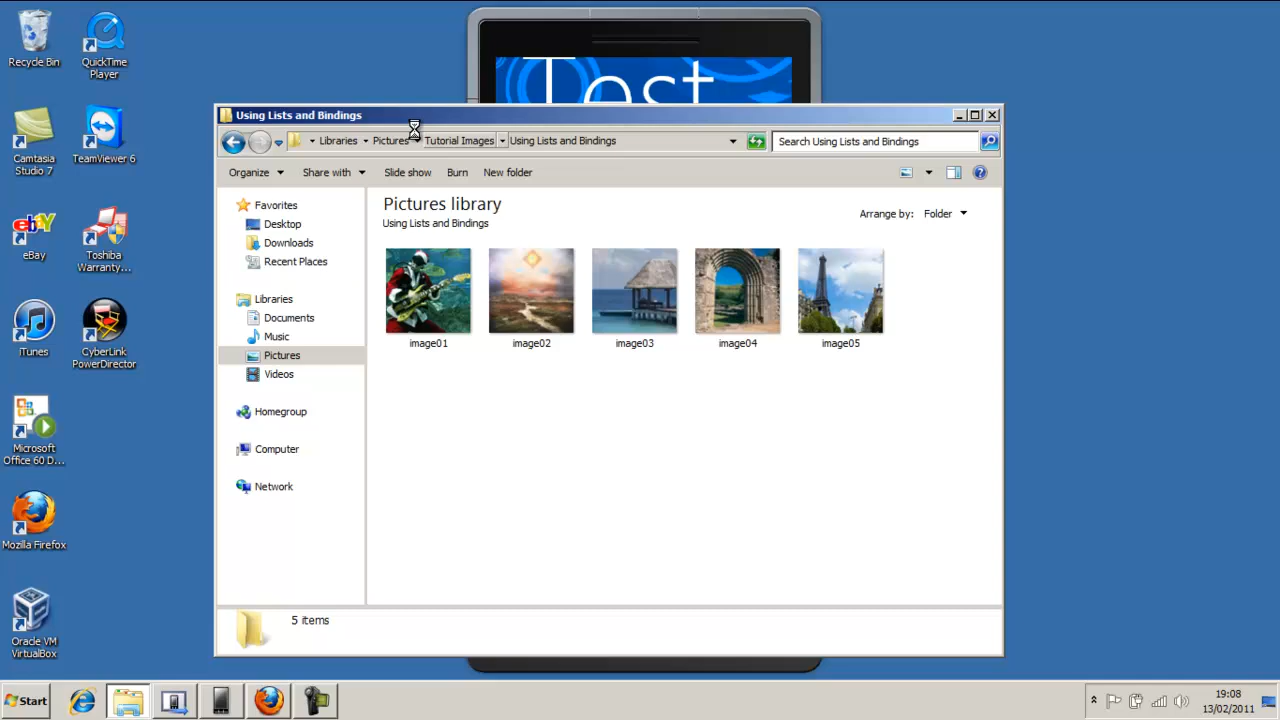 Recycle Bin
QuickTime Player
Test
Using Lists and Bindings
Libraries Pictures Tutorial Images Using Lists and Bindings
Search Using Lists and Bindings
Organize Share with Slide show Burn New folder
Favorites
Desktop
Downloads
Recent Places
Libraries
Documents
Music
Pictures
Videos
Homegroup
Computer
Network
Pictures library
Using Lists and Bindings
Arrange by: Folder
image01 image02 image03 image04 image05
5 items
Camtasia Studio 7
TeamViewer 6
eBay
Toshiba Warranty...
iTunes
CyberLink PowerDirector
Microsoft Office 60 D...
Mozilla Firefox
Oracle VM VirtualBox
Start
19:08
13/02/2011